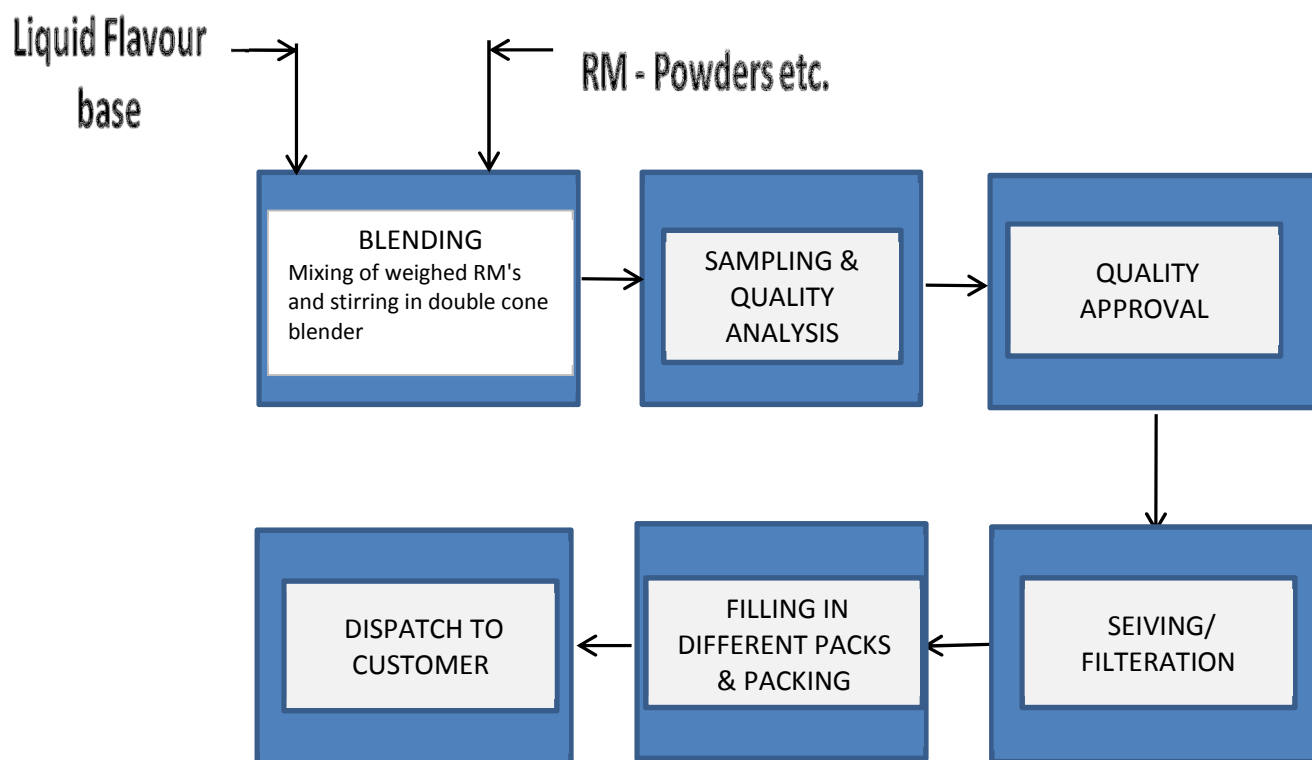 Liquid Flavour
base
RM - Powders etc.
BLENDING
Mixing of weighed RM's
and stirring in double cone
blender
SAMPLING &
QUALITY
ANALYSIS
QUALITY
APPROVAL
SEIVING/
FILTERATION
FILLING IN
DIFFERENT PACKS
& PACKING
DISPATCH TO
CUSTOMER